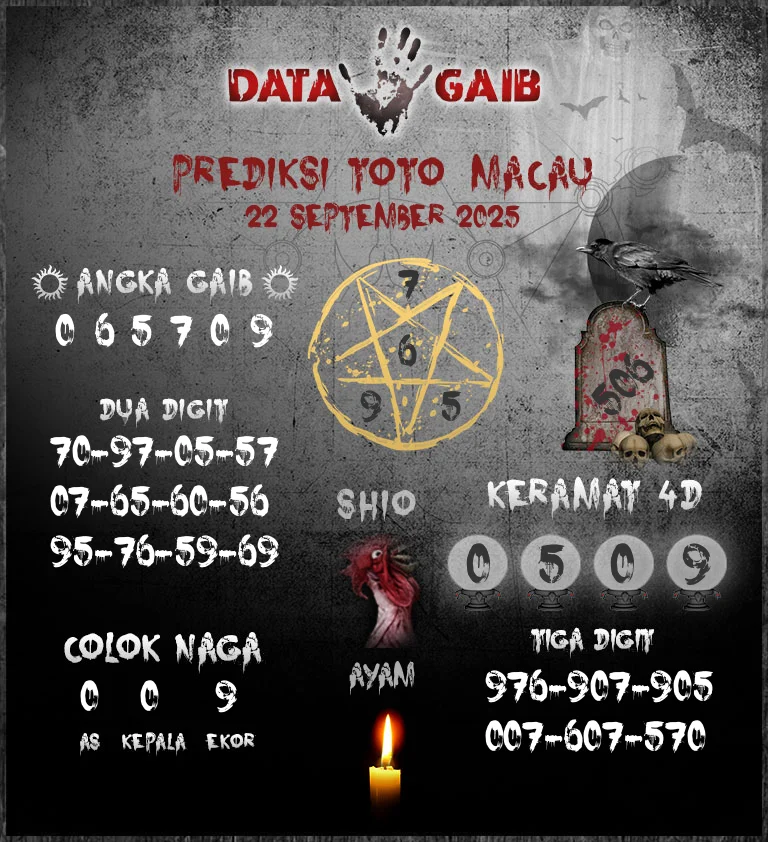 DATA GAIB
PREDIKSI TOTO MACAU
22 SEPTEMBER 2025
ANGKA GAIB
0 6 5 7 0 9
DUA DIGIT
70-97-05-57
07-65-60-56
95-76-59-69
COLOK NAGA
0 0 9
AS KEPALA EKOR
7
6
9 5
SHIO
AYAM
506
KERAMAT 4D
0 5 0 9
TIGA DIGIT
976-907-905
007-607-570